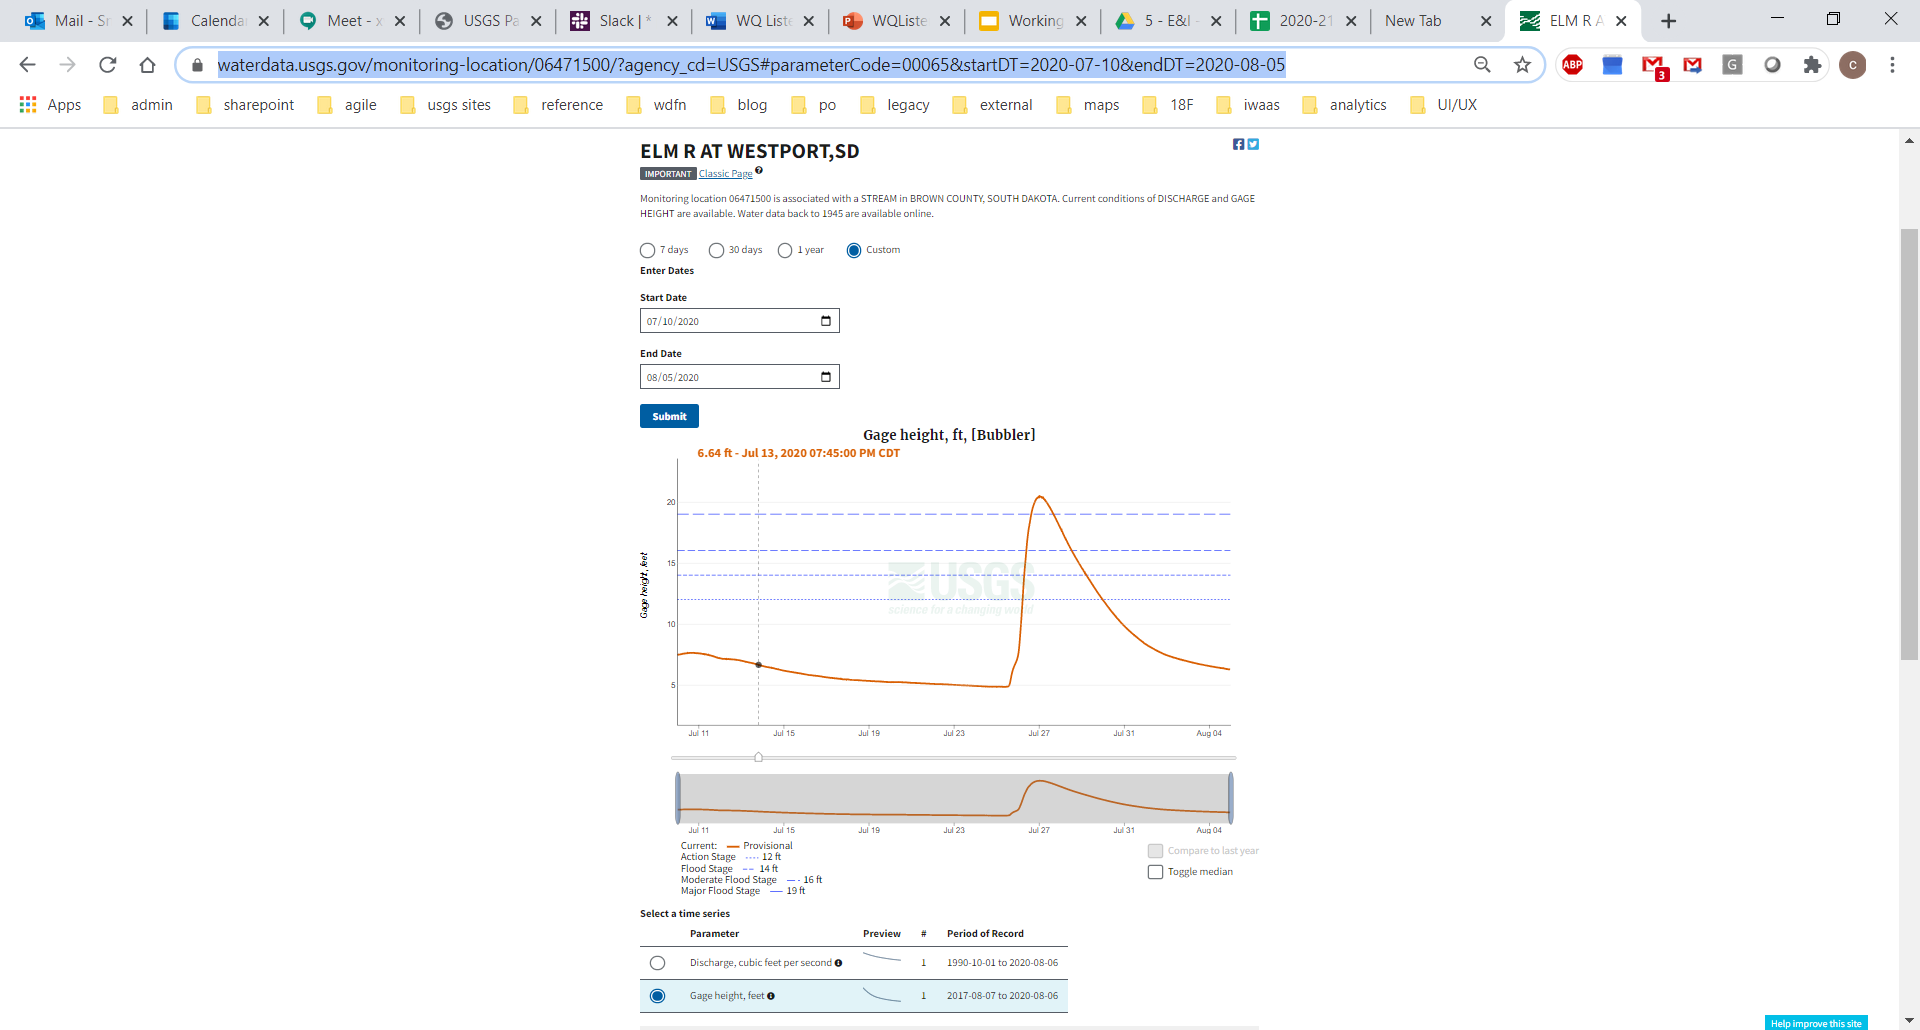 Mail - Sr
Calenda
Meet - x
USGS Pa
Slack | *
WQ Liste
WQListe
Working
5 - E&I -
2020-21
New Tab
ELM R A
waterdata.usgs.gov/monitoring-location/06471500/?agency_cd=USGS#parameterCode=00065&startDT=2020-07-10&endDT=2020-08-05
ABP
3
G
C
Apps admin sharepoint agile usgs sites reference wdfn blog po legacy external maps 18F iwaas analytics UI/UX
ELM R AT WESTPORT,SD
IMPORTANT Classic Page ?
Monitoring location 06471500 is associated with a STREAM in BROWN COUNTY, SOUTH DAKOTA. Current conditions of DISCHARGE and GAGE
HEIGHT are available. Water data back to 1945 are available online.
7 days 30 days 1 year Custom
Enter Dates
Start Date
07/10/2020
End Date
08/05/2020
Submit
Gage height, ft, [Bubbler]
6.64 ft - Jul 13, 2020 07:45:00 PM CDT
Gage height, feet
20
15
10
5
USGS
science for a changing world
Jul 11 Jul 15 Jul 19 Jul 23 Jul 27 Jul 31 Aug 04
Jul 11 Jul 15 Jul 19 Jul 23 Jul 27 Jul 31 Aug 04
Current: Provisional
Action Stage 12 ft
Flood Stage 14 ft
Moderate Flood Stage 16 ft
Major Flood Stage 19 ft
Compare to last year
Toggle median
Select a time series
Parameter Preview # Period of Record
Discharge, cubic feet per second 1 1990-10-01 to 2020-08-06
Gage height, feet 1 2017-08-07 to 2020-08-06
Help improve this site